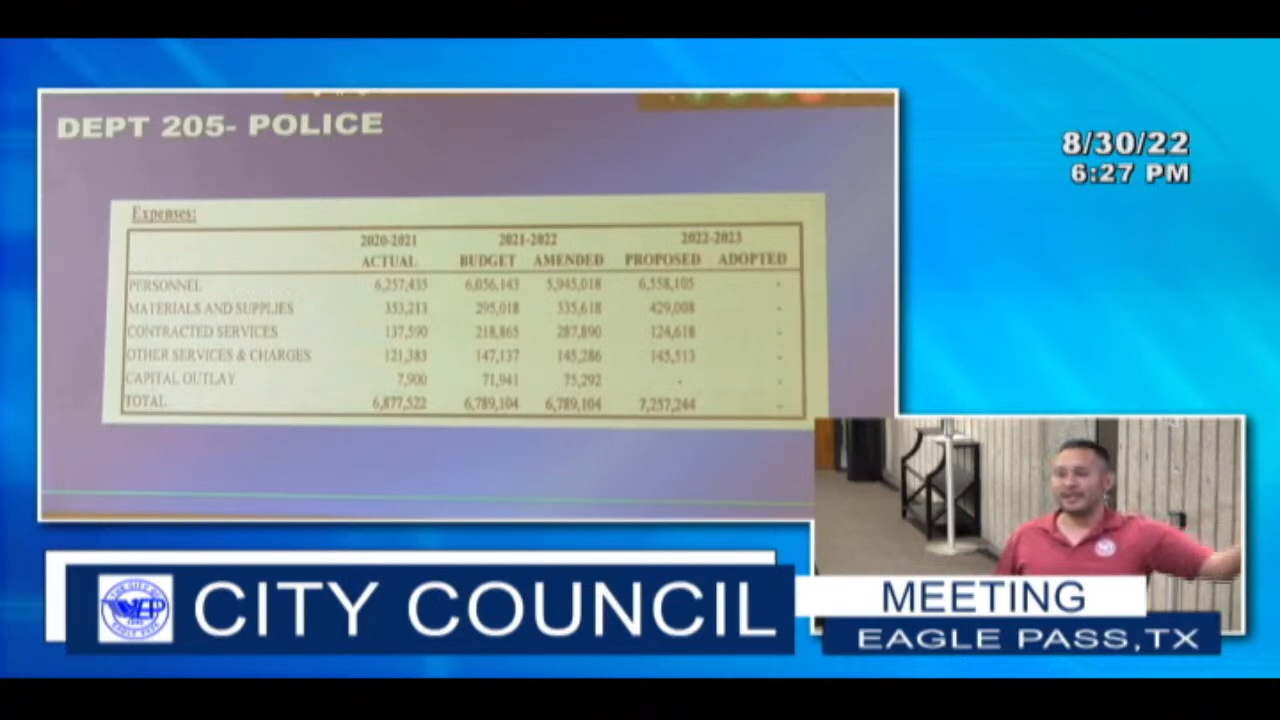 DEPT 205- POLICE
8/30/22
6:27 PM
Expenses:
2020-2021 2021-2022 2022-2023
ACTUAL BUDGET AMENDED PROPOSED ADOPTED
PERSONNEL 6,257,435 6,056,143 5,945,018 6,558,105 -
MATERIALS AND SUPPLIES 353,213 295,018 335,618 429,008 -
CONTRACTED SERVICES 137,590 218,865 287,890 124,618 -
OTHER SERVICES & CHARGES 121,383 147,137 145,286 145,513 -
CAPITAL OUTLAY 7,900 71,941 75,292 - -
TOTAL 6,877,522 6,789,104 6,789,104 7,257,244 -
CITY COUNCIL
MEETING
EAGLE PASS,TX